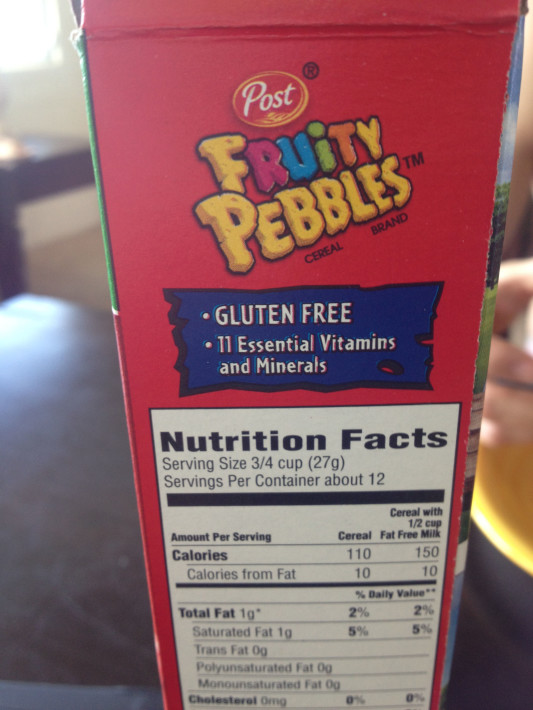 Post®
FRUITY
PEBBLES™
CEREAL BRAND
• GLUTEN FREE
• 11 Essential Vitamins
and Minerals
Nutrition Facts
Serving Size 3/4 cup (27g)
Servings Per Container about 12
Cereal with
1/2 cup
Amount Per Serving Cereal Fat Free Milk
Calories 110 150
Calories from Fat 10 10
% Daily Value**
Total Fat 1g* 2% 2%
Saturated Fat 1g 5% 5%
Trans Fat 0g
Polyunsaturated Fat 0g
Monounsaturated Fat 0g
Cholesterol 0mg 0% 0%